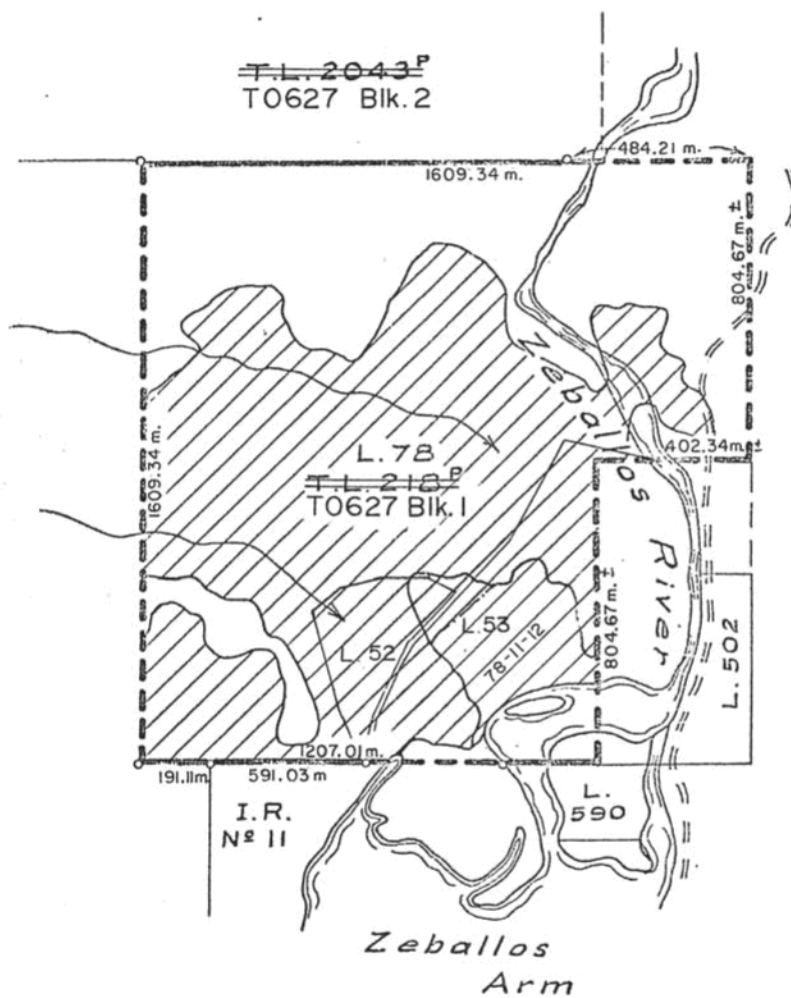 T.L. 2043 P
T0627 Blk. 2
484.21 m.
1609.34 m.
804.67 m. ±
Zeballos River
402.34 m. ±
L. 78
T.L. 218 P
T0627 Blk. 1
1609.34 m.
804.67 m. ±
L. 52
L. 53
78-11-12
L. 502
1207.01 m.
191.11 m.
591.03 m
I.R.
Nº 11
L.
590
Zeballos
Arm